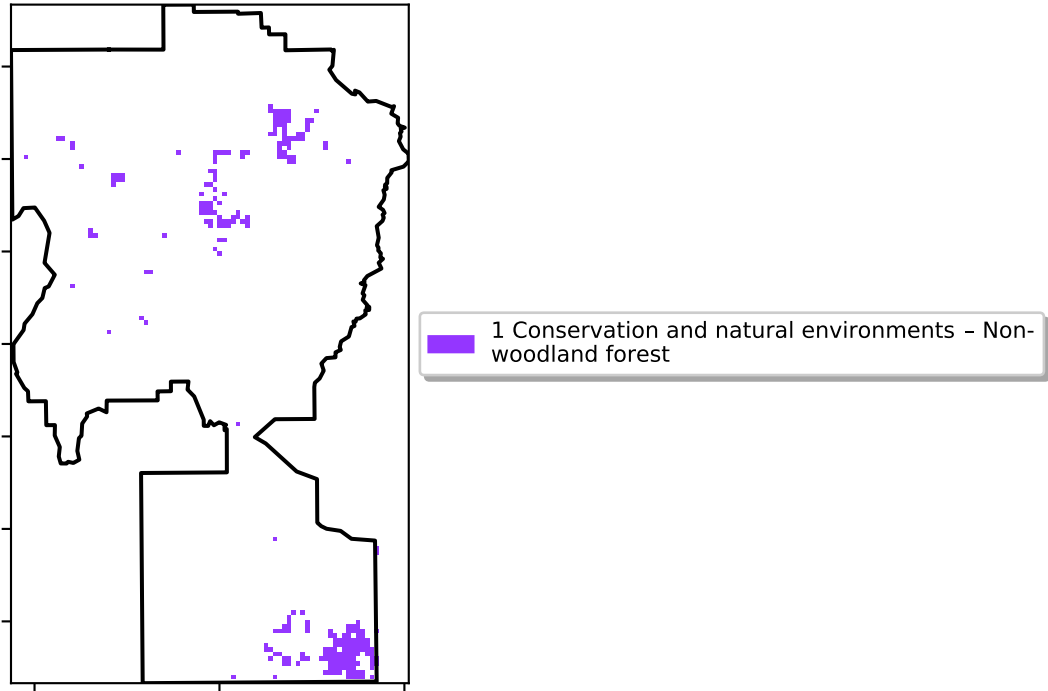 1 Conservation and natural environments – Non-
woodland forest